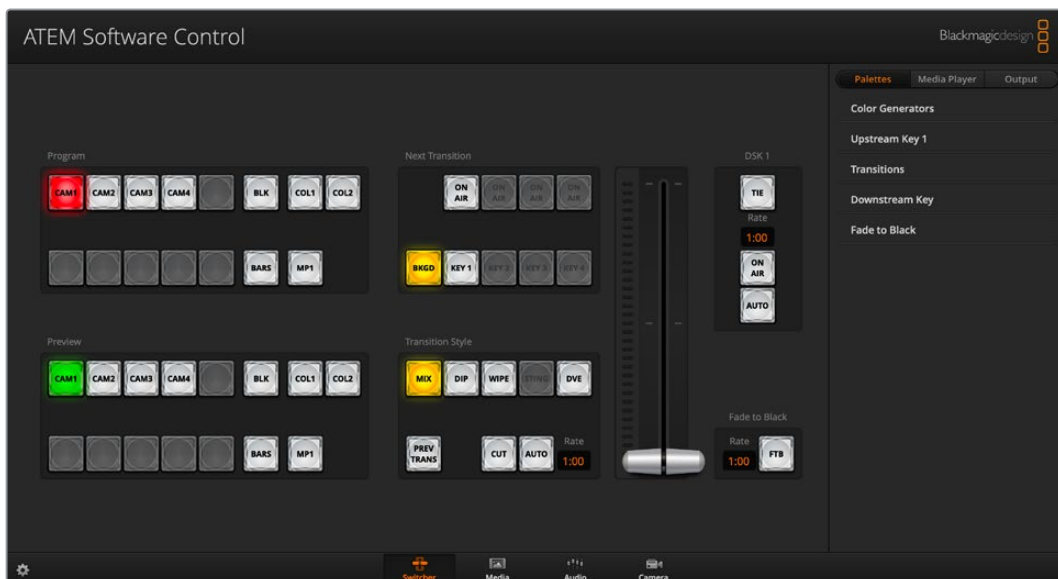 ATEM Software Control
Blackmagicdesign
Palettes Media Player Output
Color Generators
Upstream Key 1
Transitions
Downstream Key
Fade to Black
Program
CAM1 CAM2 CAM3 CAM4 BLK COL1 COL2
BARS MP1
Next Transition
ON AIR ON AIR ON AIR ON AIR
BKGD KEY 1 KEY 2 KEY 3 KEY 4
DSK 1
TIE
Rate
1:00
ON
AIR
AUTO
Preview
CAM1 CAM2 CAM3 CAM4 BLK COL1 COL2
BARS MP1
Transition Style
MIX DIP WIPE STING DVE
PREV TRANS CUT AUTO Rate 1:00
Fade to Black
Rate
1:00 FTB
Switcher Media Audio Camera